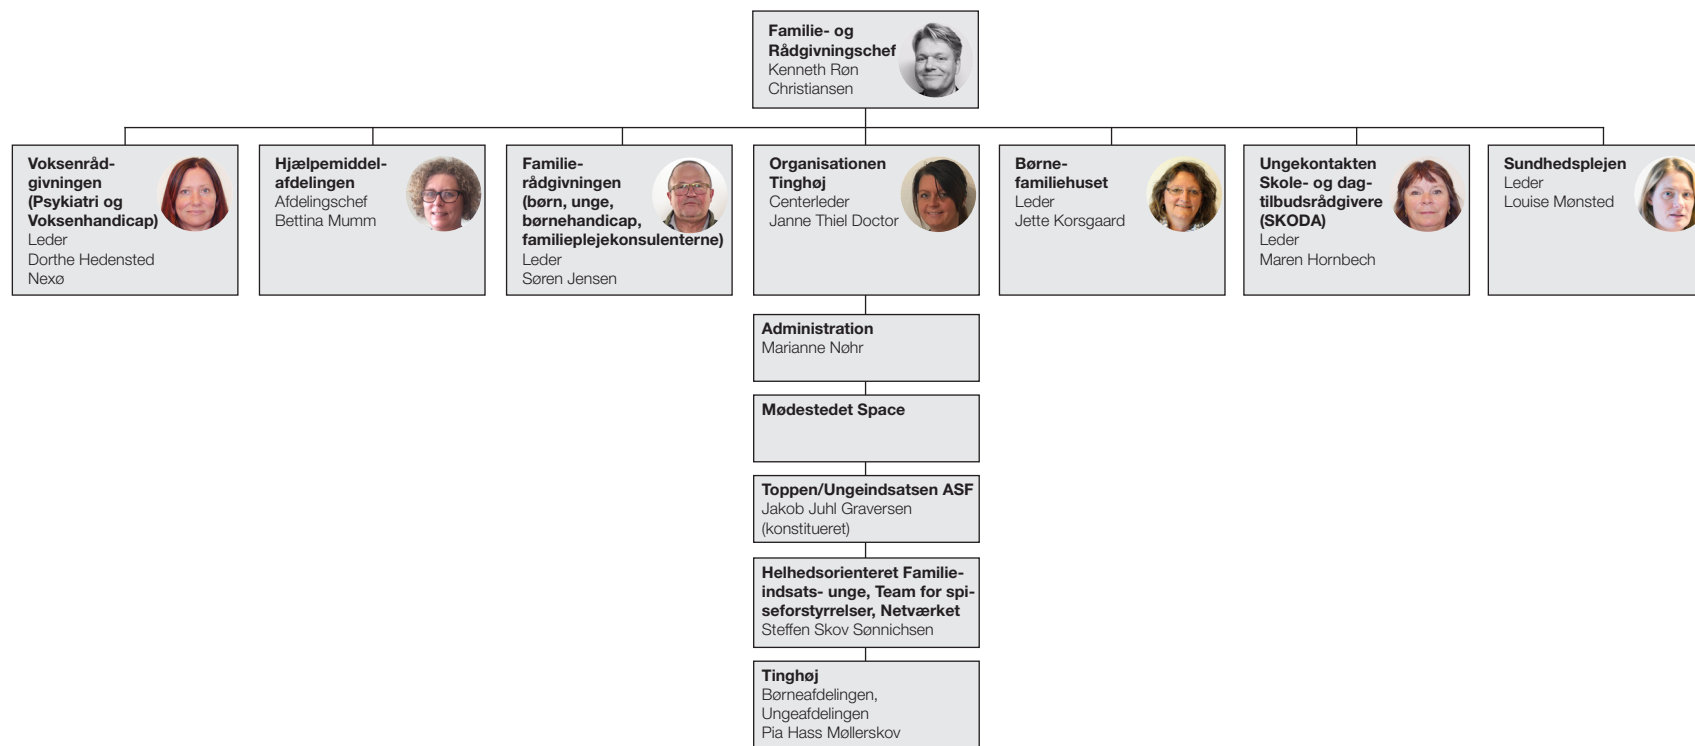 Familie- og
Rådgivningschef
Kenneth Røn
Christiansen
Voksenråd-
givningen
(Psykiatri og
Voksenhandicap)
Leder
Dorthe Hedensted
Nexø
Hjælpemiddel-
afdelingen
Afdelingschef
Bettina Mumm
Familie-
rådgivningen
(børn, unge,
børnehandicap,
familieplejekonsulenterne)
Leder
Søren Jensen
Organisationen
Tinghøj
Centerleder
Janne Thiel Doctor
Børne-
familiehuset
Leder
Jette Korsgaard
Ungekontakten
Skole- og dag-
tilbudsrådgivere
(SKODA)
Leder
Maren Hornbech
Sundhedsplejen
Leder
Louise Mønsted
Administration
Marianne Nøhr
Mødestedet Space
Toppen/Ungeindsatsen ASF
Jakob Juhl Graversen
(konstitueret)
Helhedsorienteret Familie-
indsats- unge, Team for spi-
seforstyrrelser, Netværket
Steffen Skov Sønnichsen
Tinghøj
Børneafdelingen,
Ungeafdelingen
Pia Hass Møllerskov